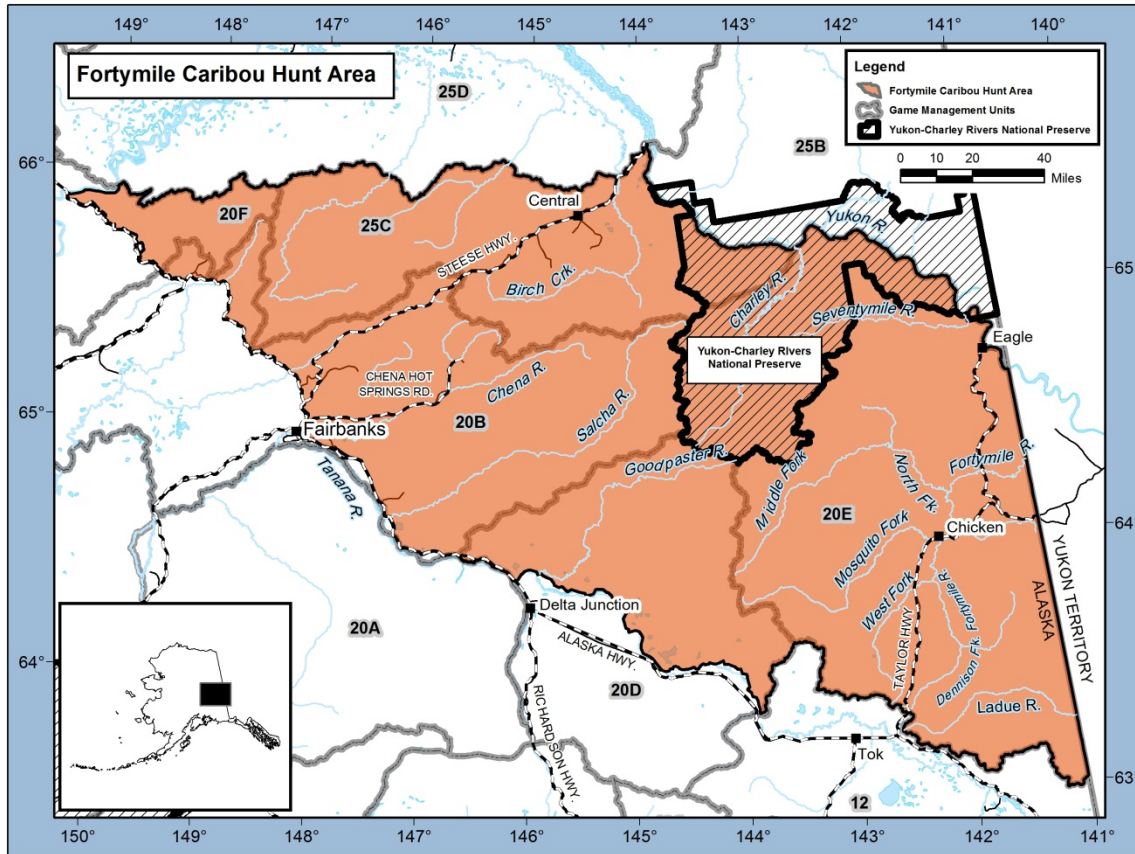 149° 148° 147° 146° 145° 144° 143° 142° 141° 140°
Fortymile Caribou Hunt Area
Legend
Fortymile Caribou Hunt Area
Game Management Units
Yukon-Charley Rivers National Preserve
0 10 20 40
Miles
25D
25B
66°
66°
20F
25C
Central
STEESE HWY.
Birch Crk.
Yukon R.
Charley R.
Seventymile R.
65°
Eagle
Yukon-Charley Rivers
National Preserve
CHENA HOT
SPRINGS RD.
Chena R.
Salcha R.
20B
65°
Fairbanks
Tanana R.
Goodpaster R.
Middle Fork
North Fk.
Fortymile R.
20E
Mosquito Fork
Chicken
64°
West Fork
TAYLOR HWY
Dennison Fk. Fortymile R.
YUKON TERRITORY
ALASKA
Delta Junction
ALASKA HWY.
20A
64°
20D
RICHARDSON HWY.
Ladue R.
Tok
63°
12
150° 149° 148° 147° 146° 145° 144° 143° 142° 141°